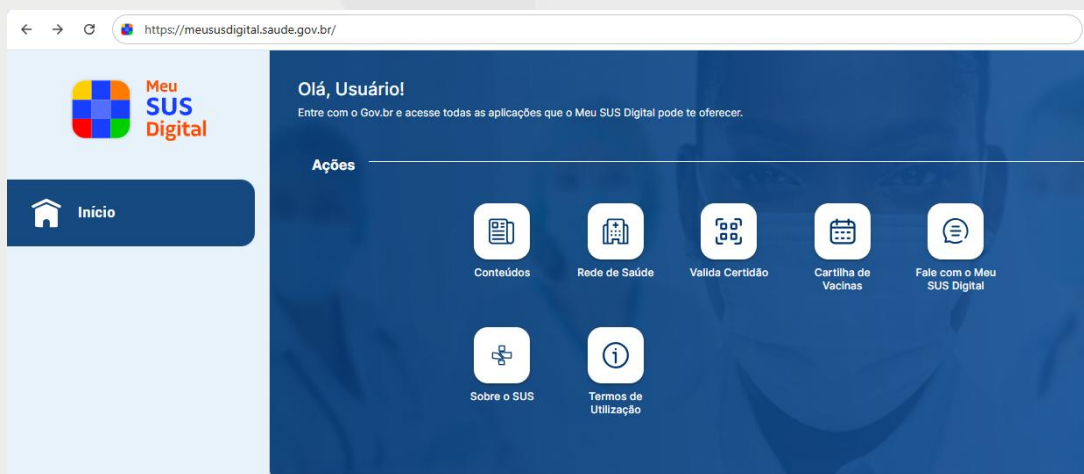 https://meususdigital.saude.gov.br/
Meu
SUS
Digital
Início
Olá, Usuário!
Entre com o Gov.br e acesse todas as aplicações que o Meu SUS Digital pode te oferecer.
Ações
Conteúdos
Rede de Saúde
Valida Certidão
Cartilha de
Vacinas
Fale com o Meu
SUS Digital
Sobre o SUS
Termos de
Utilização